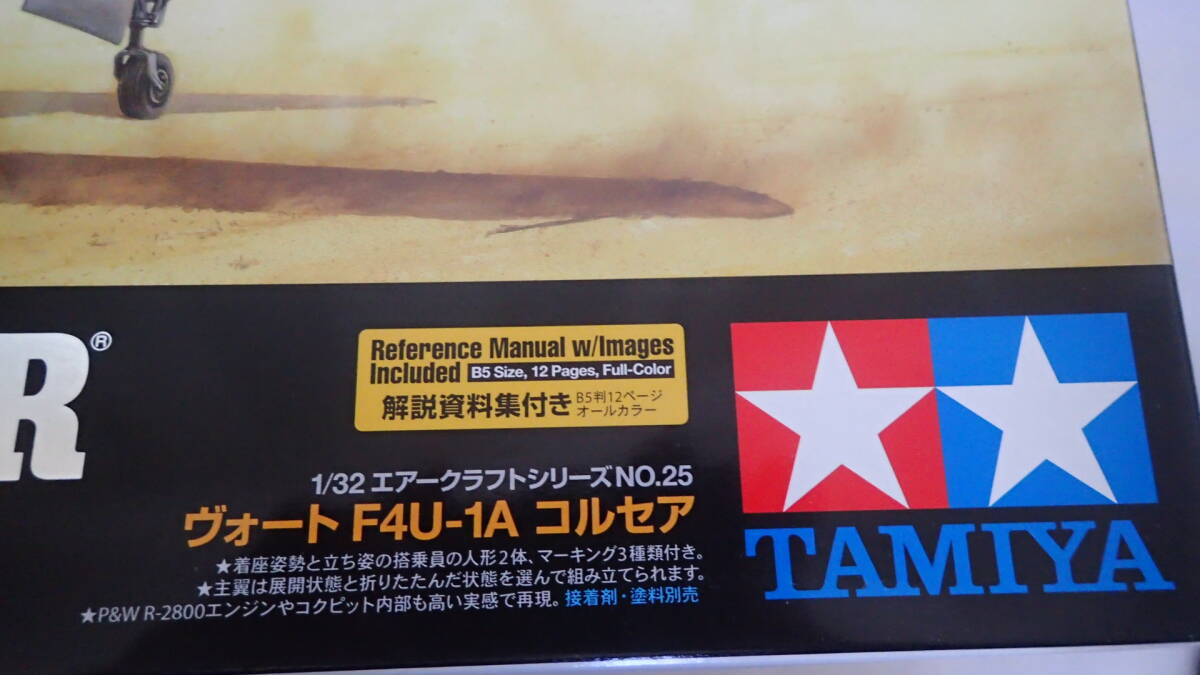 R®
Reference Manual w/Images
Included B5 Size, 12 Pages, Full-Color
解説資料集付き B5判12ページ
オールカラー
1/32 エアークラフトシリーズNO.25
ヴォート F4U-1A コルセア
★着座姿勢と立ち姿の搭乗員の人形2体、マーキング3種類付き。
★主翼は展開状態と折りたたんだ状態を選んで組み立てられます。
★P&W R-2800エンジンやコクピット内部も高い実感で再現。接着剤・塗料別売
TAMIYA